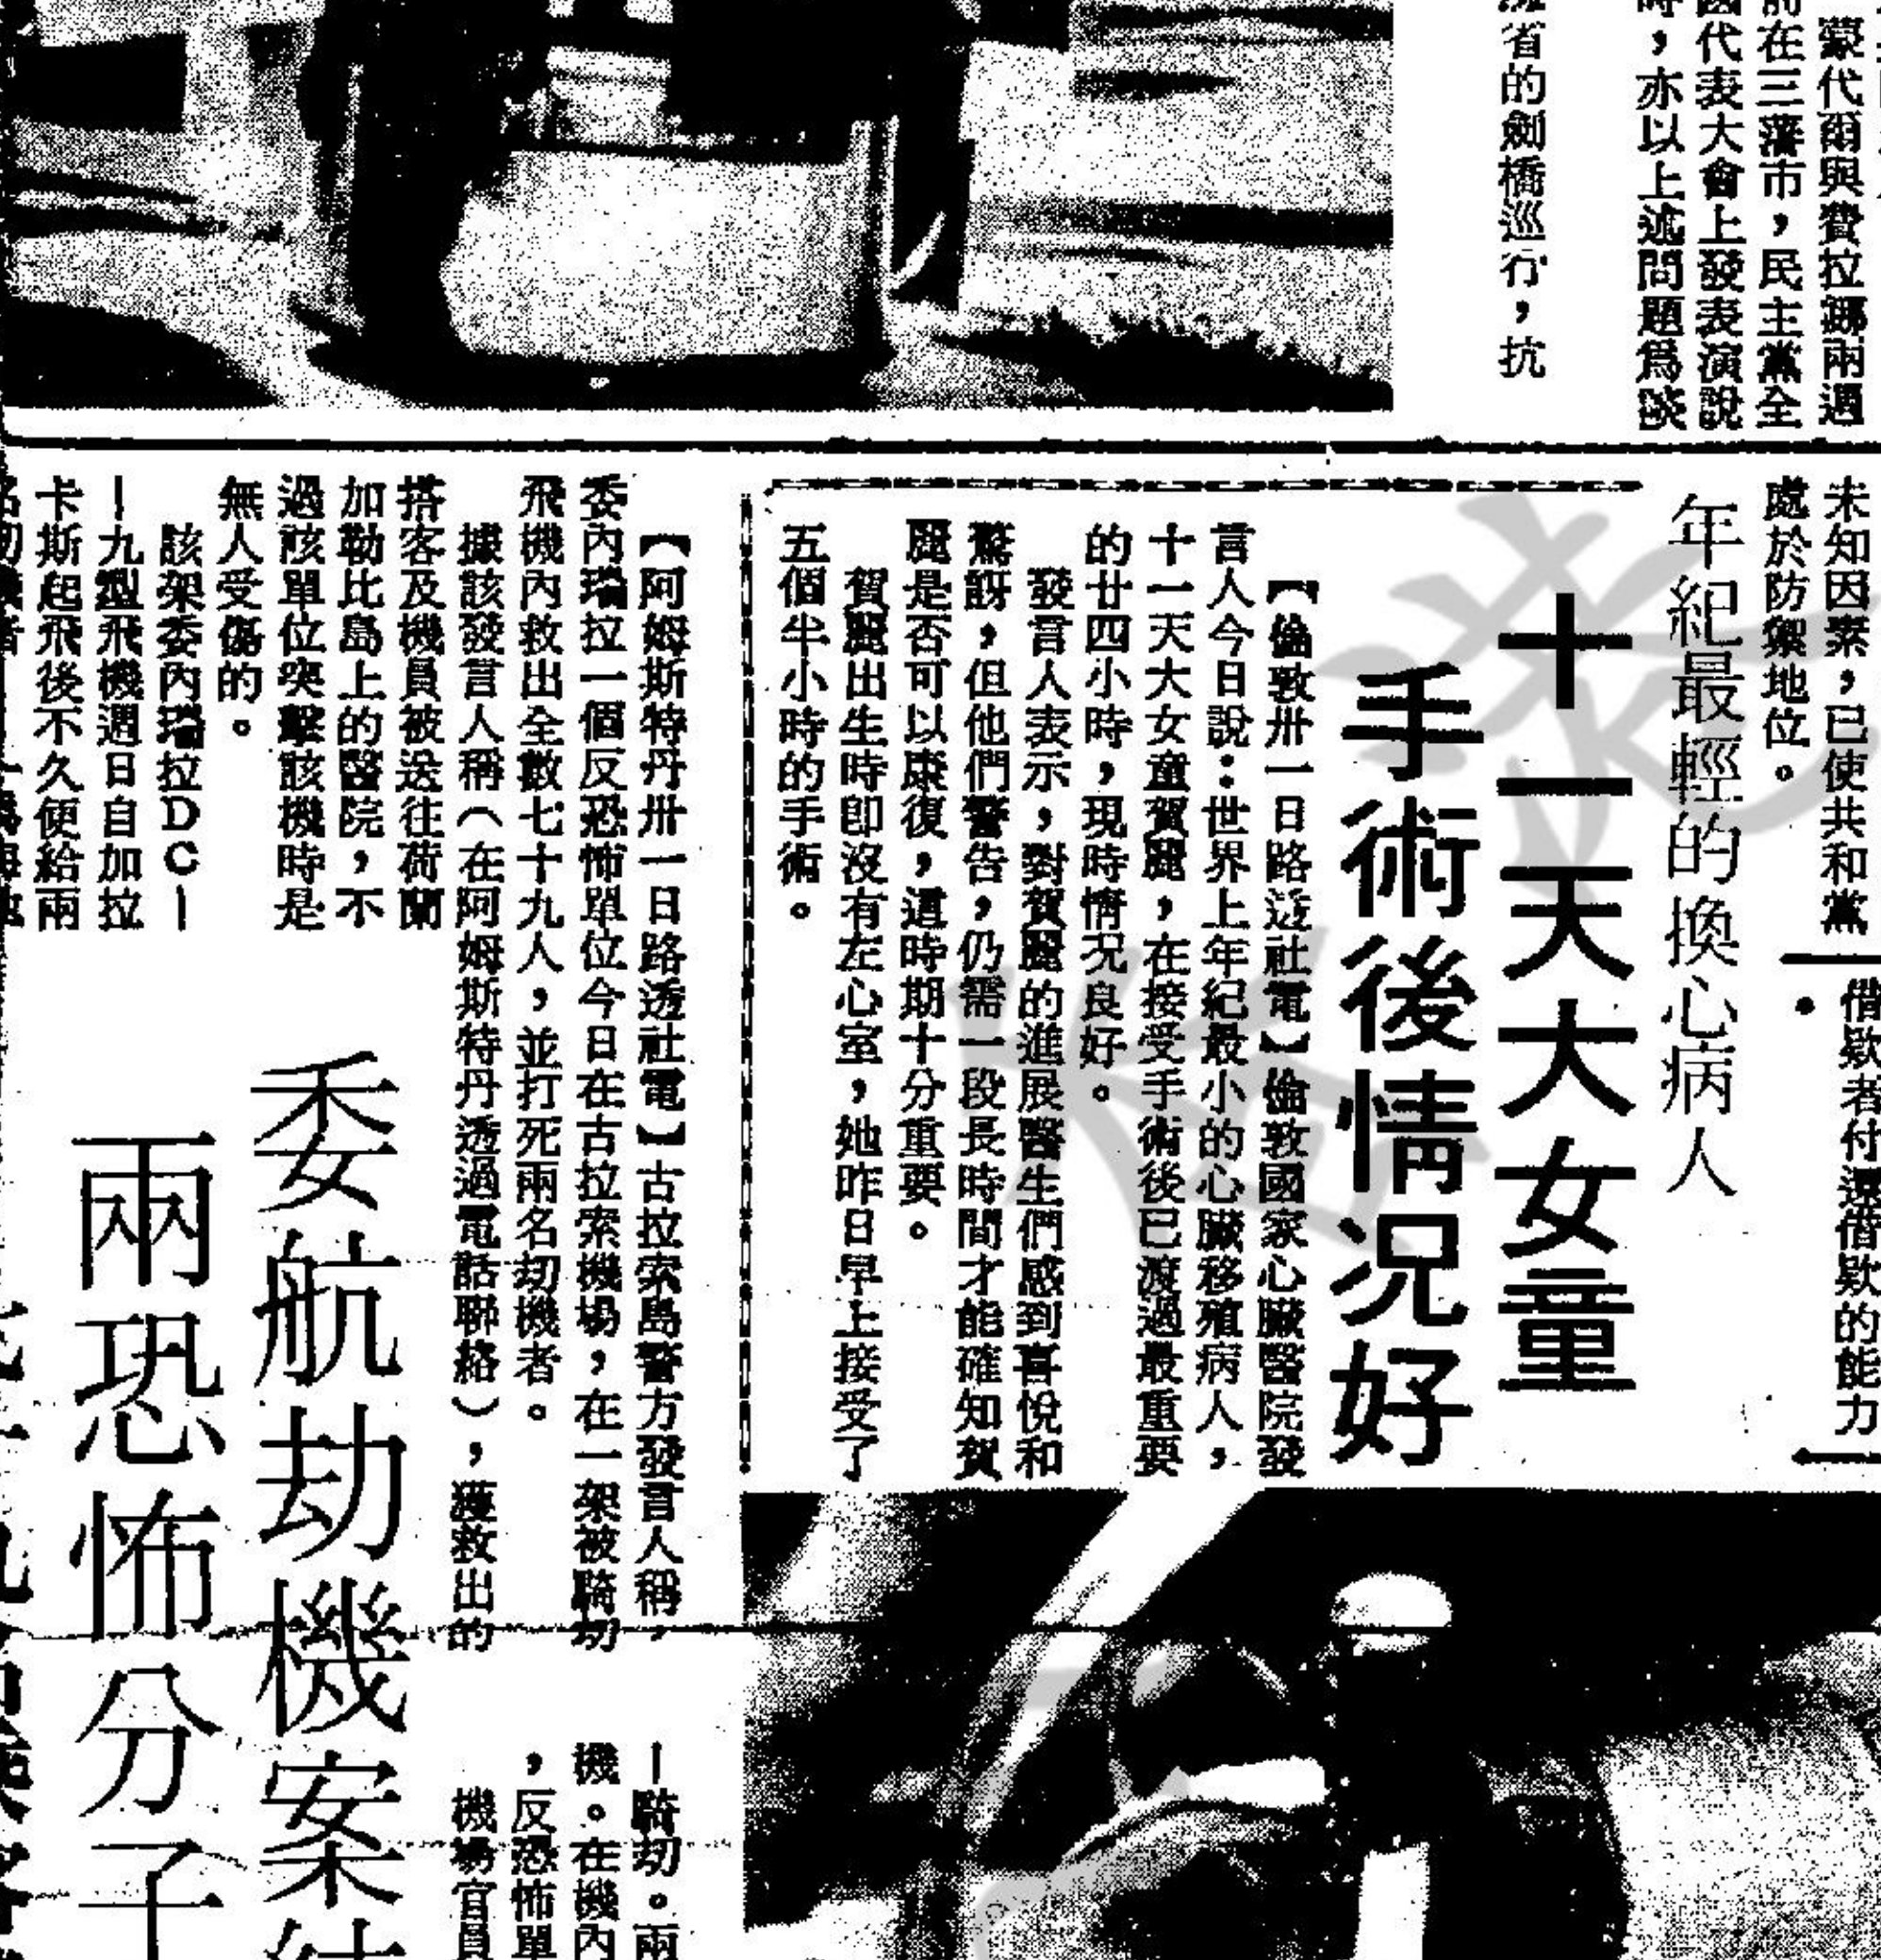 蒙代爾與費拉娜兩週
前在三藩市，民主黨全
國代表大會上發表演說
時，亦以上述問題為談
省的劍橋巡行，抗
未知因素，已使共和黨
處於防禦地位。
借欵者付還借欵的能力
年紀最輕的換心病人
十一天大女童
手術後情况好
【倫敦卅一日路透社電】倫敦國家心臟醫院發
言人今日說：世界上年紀最小的心臟移殖病人，
十一天大女童賀麗，在接受手術後已渡過最重要
的廿四小時，現時情况良好。
發言人表示，對賀麗的進展醫生們感到喜悅和
驚訝，但他們警告，仍需一段長時間才能確知賀
麗是否可以康復，這時期十分重要。
賀麗出生時卽沒有左心室，她昨日早上接受了
五個半小時的手術。
委航劫機案
兩恐怖分子
【阿姆斯特丹卅一日路透社電】古拉索島警方發言人稱，
委內瑞拉一個反恐怖單位今日在古拉索機場，在一架被騎刧
飛機內救出全數七十九人，並打死兩名刧機者。
據該發言人稱（在阿姆斯特丹透過電話聯絡），獲救出的
搭客及機員被送往荷蘭
加勒比島上的醫院，不
過該單位突擊該機時是
無人受傷的。
該架委內瑞拉DC—
—九型飛機週日自加拉
卡斯起飛後不久便給兩
—騎刧。兩
機。在機內
，反恐怖單
機場官員